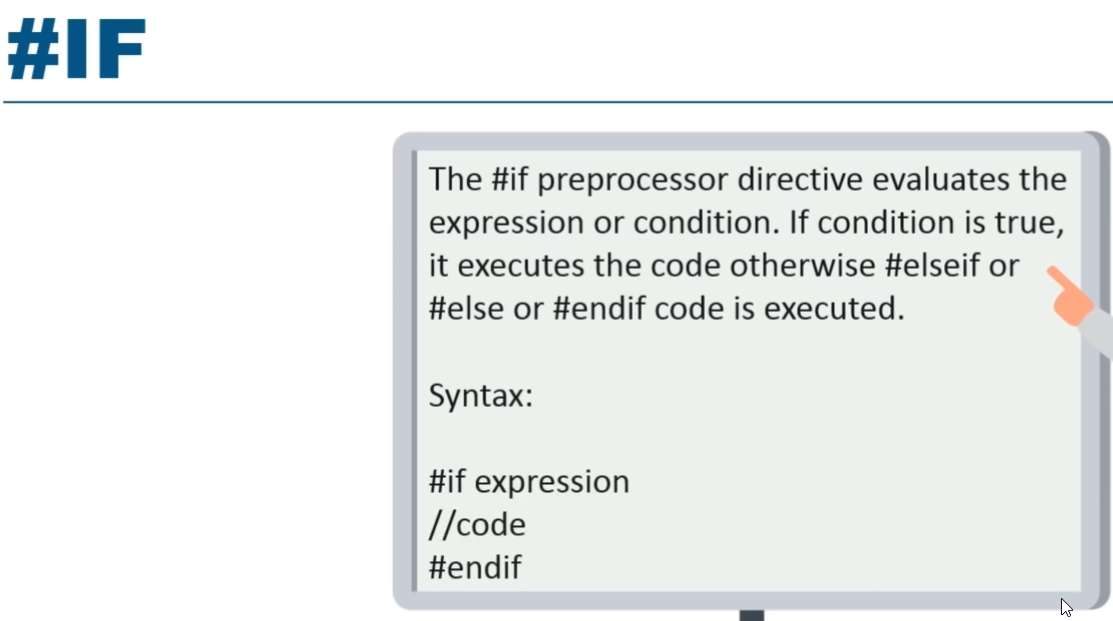 #IF
The #if preprocessor directive evaluates the
expression or condition. If condition is true,
it executes the code otherwise #elseif or
#else or #endif code is executed.
Syntax:
#if expression
//code
#endif